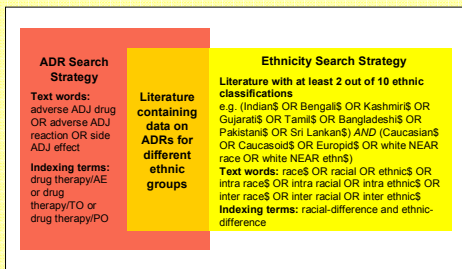 ADR Search
Strategy
Text words:
adverse ADJ drug
OR adverse ADJ
reaction OR side
ADJ effect
Indexing terms:
drug therapy/AE
or drug
therapy/TO or
drug therapy/PO
Literature
containing
data on
ADRs for
different
ethnic
groups
Ethnicity Search Strategy
Literature with at least 2 out of 10 ethnic
classifications
e.g. (Indian$ OR Bengali$ OR Kashmiri$ OR
Gujarati$ OR Tamil$ OR Bangladeshi$ OR
Pakistani$ OR Sri Lankan$) AND (Caucasian$
OR Caucasoid$ OR Europid$ OR white NEAR
race OR white NEAR ethn$)
Text words: race$ OR racial OR ethnic$ OR
intra race$ OR intra racial OR intra ethnic$ OR
inter race$ OR inter racial OR inter ethnic$
Indexing terms: racial-difference and ethnic-
difference